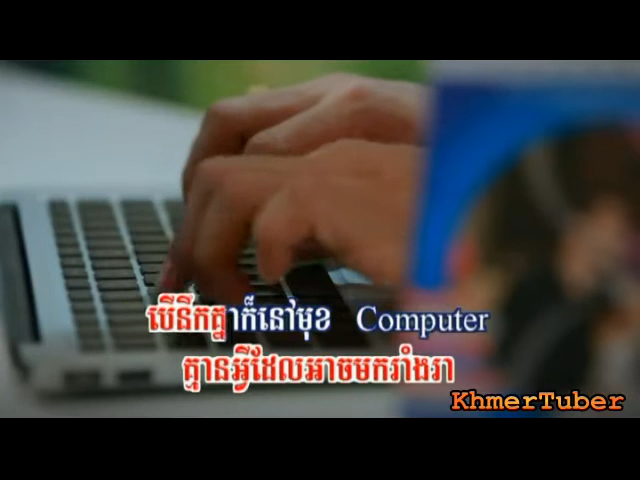 បើនឹកគ្នាក៏នៅមុខ Computer
គ្មានអ្វីដែលអាចមករាំងរា
KhmerTuber